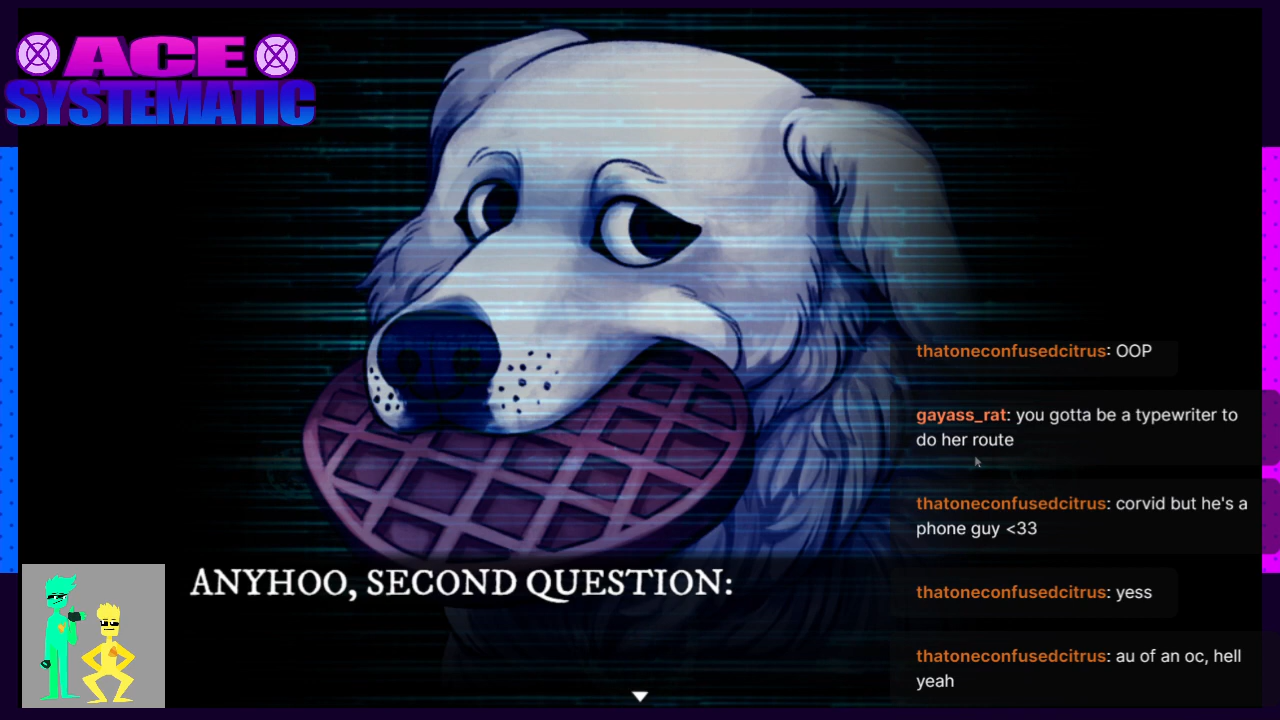 ACE
SYSTEMATIC
thatoneconfusedcitrus: OOP
gayass_rat: you gotta be a typewriter to
do her route
thatoneconfusedcitrus: corvid but he's a
phone guy <33
thatoneconfusedcitrus: yess
thatoneconfusedcitrus: au of an oc, hell
yeah
ANYHOO, SECOND QUESTION: